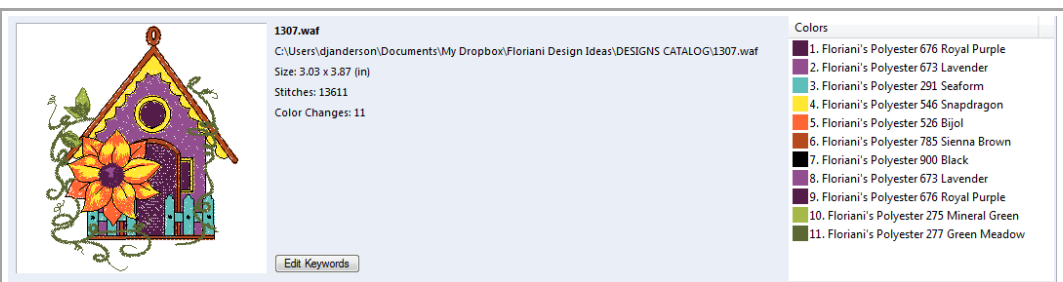 1307.waf
C:\Users\djanderson\Documents\My Dropbox\Floriani Design Ideas\DESIGNS CATALOG\1307.waf
Size: 3.03 x 3.87 (in)
Stitches: 13611
Color Changes: 11
Edit Keywords
Colors
1. Floriani's Polyester 676 Royal Purple
2. Floriani's Polyester 673 Lavender
3. Floriani's Polyester 291 Seaform
4. Floriani's Polyester 546 Snapdragon
5. Floriani's Polyester 526 Bijol
6. Floriani's Polyester 785 Sienna Brown
7. Floriani's Polyester 900 Black
8. Floriani's Polyester 673 Lavender
9. Floriani's Polyester 676 Royal Purple
10. Floriani's Polyester 275 Mineral Green
11. Floriani's Polyester 277 Green Meadow